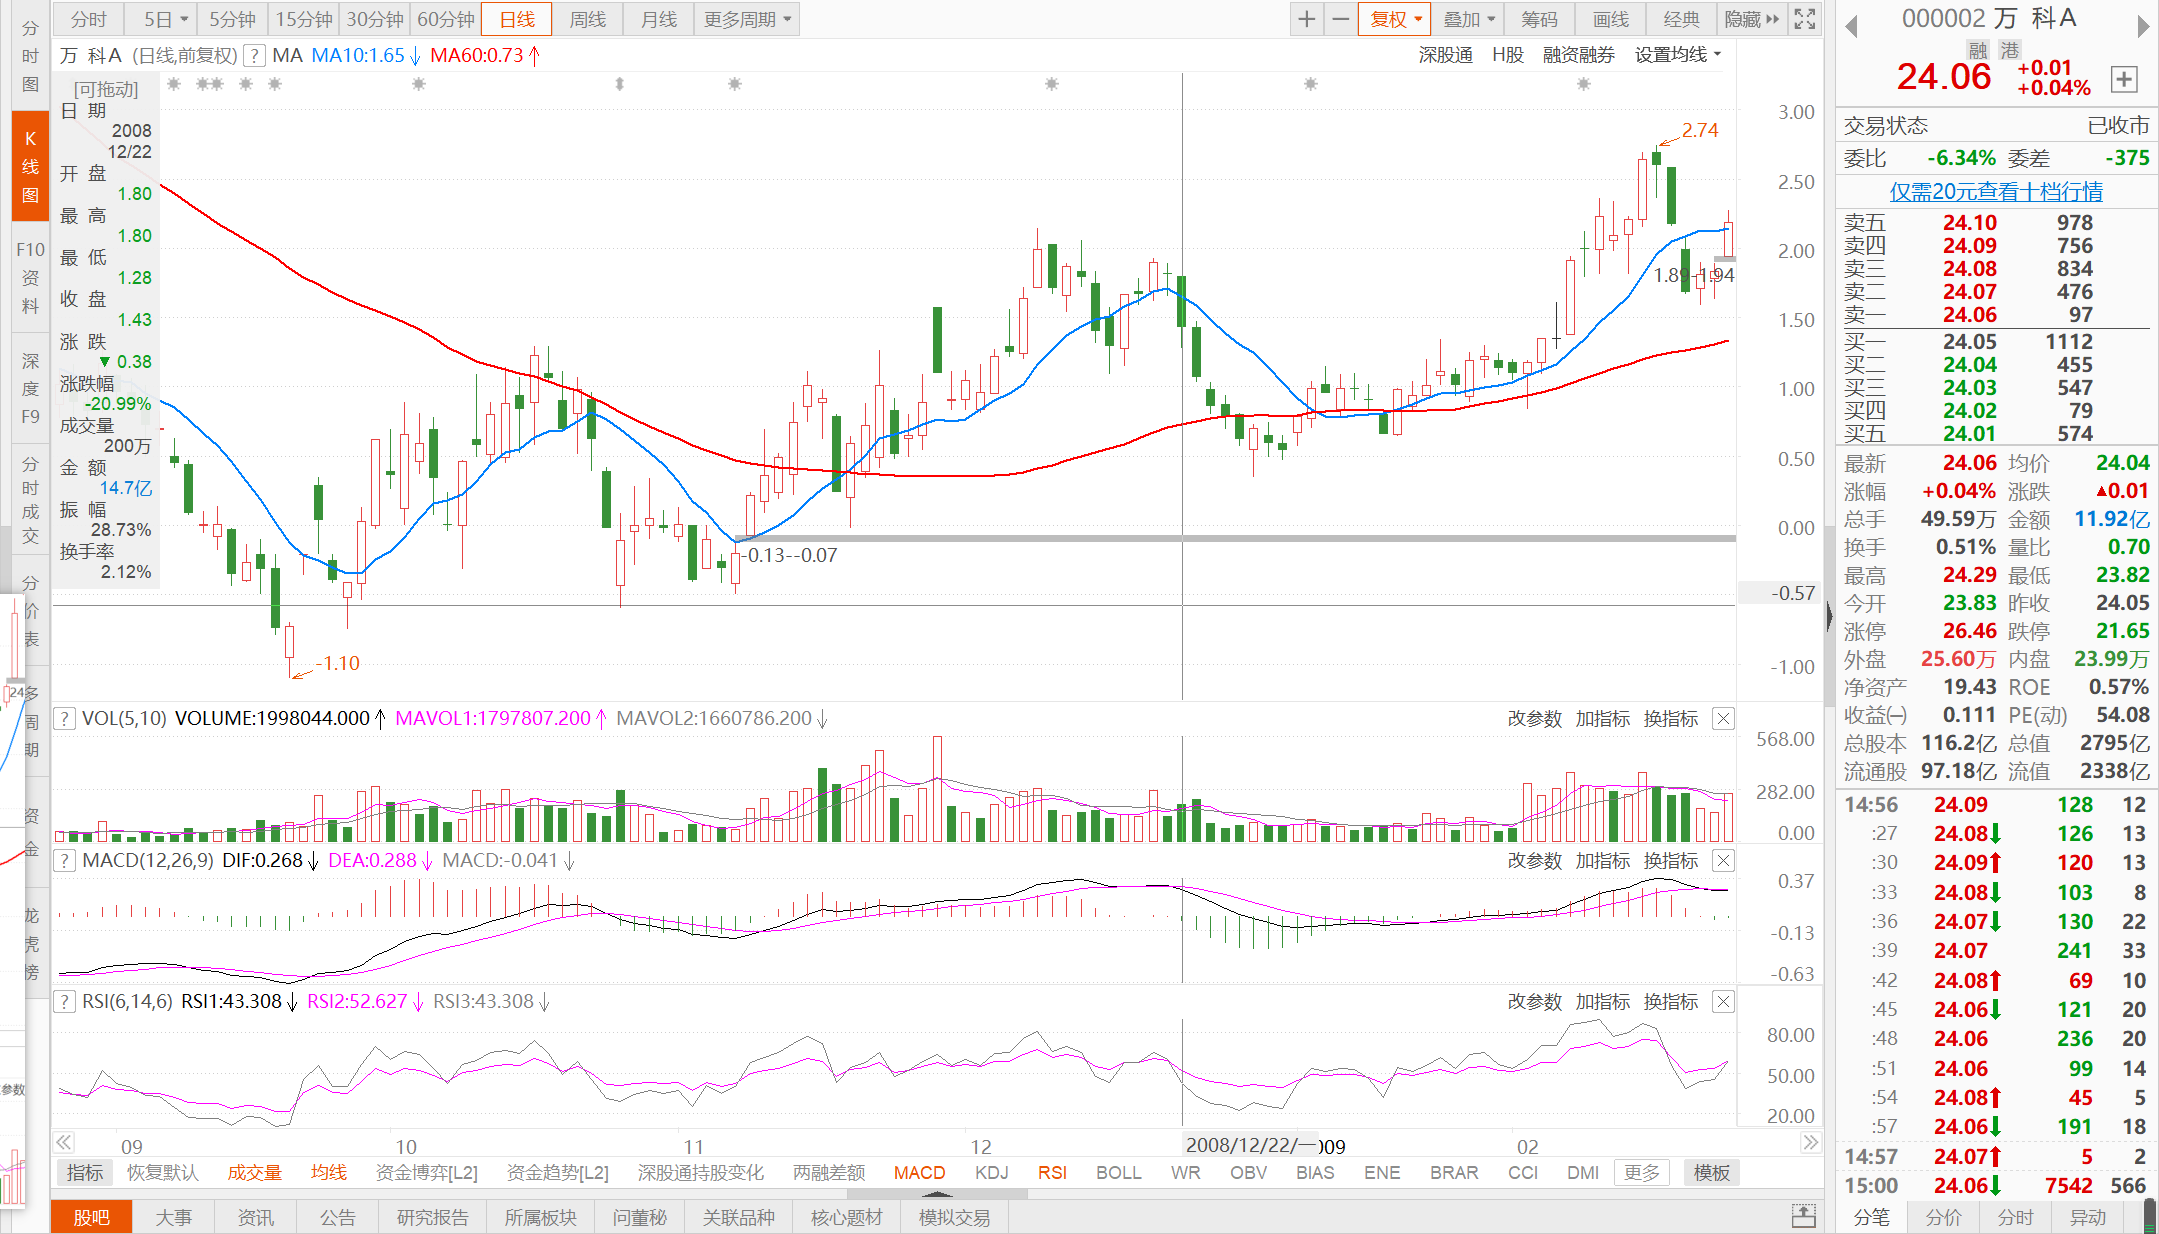 分时 5日 5分钟 15分钟 30分钟 60分钟 日线 周线 月线 更多周期 复权 叠加 筹码 画线 经典 隐藏
万 科A (日线,前复权) ? MA MA10:1.65↓ MA60:0.73↑ 深股通 H股 融资融券 设置均线
分时图
K线图
F10资料
深度F9
分时成交
分价表
多周期
资金
龙虎榜
24
参数
[可拖动]
日 期
2008
12/22
开 盘
1.80
最 高
1.80
最 低
1.28
收 盘
1.43
涨 跌
▼ 0.38
涨跌幅
-20.99%
成交量
200万
金 额
14.7亿
振 幅
28.73%
换手率
2.12%
2.74
1.89-1.94
-0.13--0.07
-1.10
3.00
2.50
2.00
1.50
1.00
0.50
0.00
-0.57
-1.00
? VOL(5,10) VOLUME:1998044.000↑ MAVOL1:1797807.200↑ MAVOL2:1660786.200↓ 改参数 加指标 换指标
568.00
282.00
0.00
? MACD(12,26,9) DIF:0.268↓ DEA:0.288↓ MACD:-0.041↓ 改参数 加指标 换指标
0.37
-0.13
-0.63
? RSI(6,14,6) RSI1:43.308↓ RSI2:52.627↓ RSI3:43.308↓ 改参数 加指标 换指标
80.00
50.00
20.00
09 10 11 12 2008/12/22/一 009 02
指标 恢复默认 成交量 均线 资金博弈[L2] 资金趋势[L2] 深股通持股变化 两融差额 MACD KDJ RSI BOLL WR OBV BIAS ENE BRAR CCI DMI 更多 模板
股吧 大事 资讯 公告 研究报告 所属板块 问董秘 关联品种 核心题材 模拟交易
000002 万 科A
融 港
24.06 +0.01
+0.04%
交易状态 已收市
委比 -6.34% 委差 -375
仅需20元查看十档行情
卖五 24.10 978
卖四 24.09 756
卖三 24.08 834
卖二 24.07 476
卖一 24.06 97
买一 24.05 1112
买二 24.04 455
买三 24.03 547
买四 24.02 79
买五 24.01 574
最新 24.06 均价 24.04
涨幅 +0.04% 涨跌 ▲0.01
总手 49.59万 金额 11.92亿
换手 0.51% 量比 0.70
最高 24.29 最低 23.82
今开 23.83 昨收 24.05
涨停 26.46 跌停 21.65
外盘 25.60万 内盘 23.99万
净资产 19.43 ROE 0.57%
收益(一) 0.111 PE(动) 54.08
总股本 116.2亿 总值 2795亿
流通股 97.18亿 流值 2338亿
14:56 24.09 128 12
:27 24.08↓ 126 13
:30 24.09↑ 120 13
:33 24.08↓ 103 8
:36 24.07↓ 130 22
:39 24.07 241 33
:42 24.08↑ 69 10
:45 24.06↓ 121 20
:48 24.06 236 20
:51 24.06 99 14
:54 24.08↑ 45 5
:57 24.06↓ 191 18
14:57 24.07↑ 5 2
15:00 24.06↓ 7542 566
分笔 分价 分时 异动